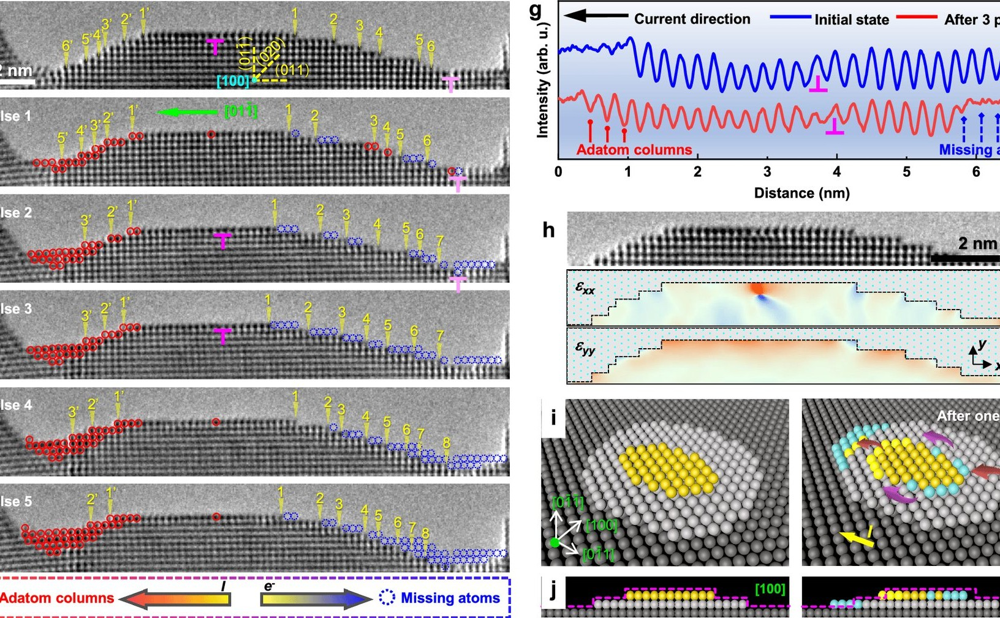 1' 2' 3' 4' 5' 6' 1 2 3 4 5 6
2 nm
(011̄) (020) (011)
[100]
lse 1
[011̄]
1' 2' 3' 4' 5' 1 2 3 4 5 6
lse 2
1' 2' 3' 1 2 3 4 5 6 7
lse 3
1' 2' 3' 1 2 3 4 5 6 7
lse 4
1' 2' 3' 1 2 3 4 5 6 7 8
lse 5
1' 2' 1 2 3 4 5 6 7 8
Adatom columns I e- Missing atoms
g
Current direction Initial state After 3 p
Intensity (arb. u.)
Adatom columns Missing a
0 1 2 3 4 5 6
Distance (nm)
h
2 nm
εxx
εyy
y
x
i
[01̄1̄]
[100]
[01̄1]
After one
I
j
[100]